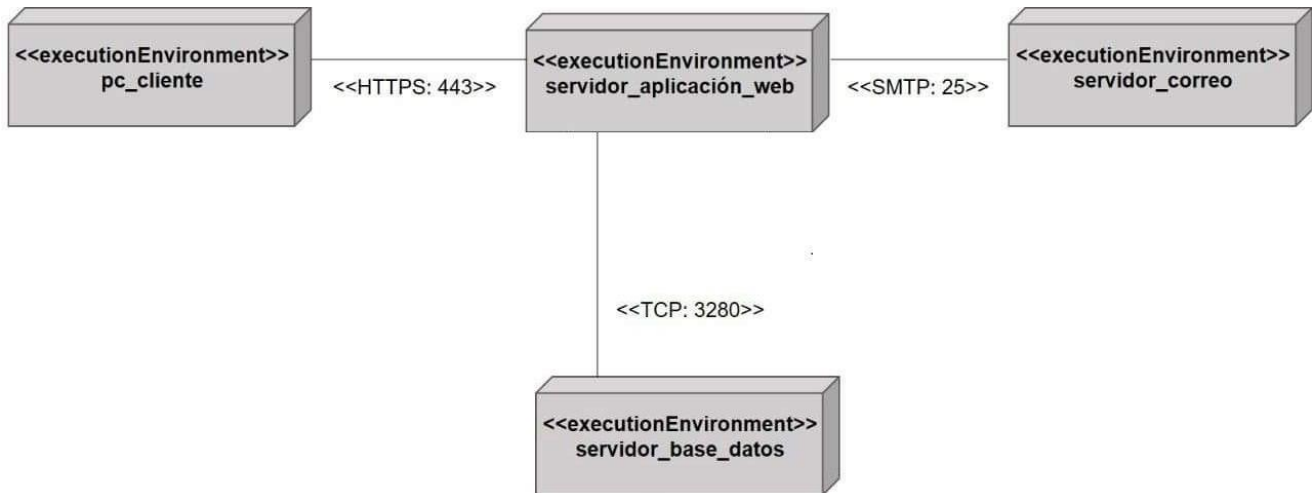 <<executionEnvironment>>
pc_cliente
<<HTTPS: 443>>
<<executionEnvironment>>
servidor_aplicación_web
<<SMTP: 25>>
<<executionEnvironment>>
servidor_correo
<<TCP: 3280>>
<<executionEnvironment>>
servidor_base_datos